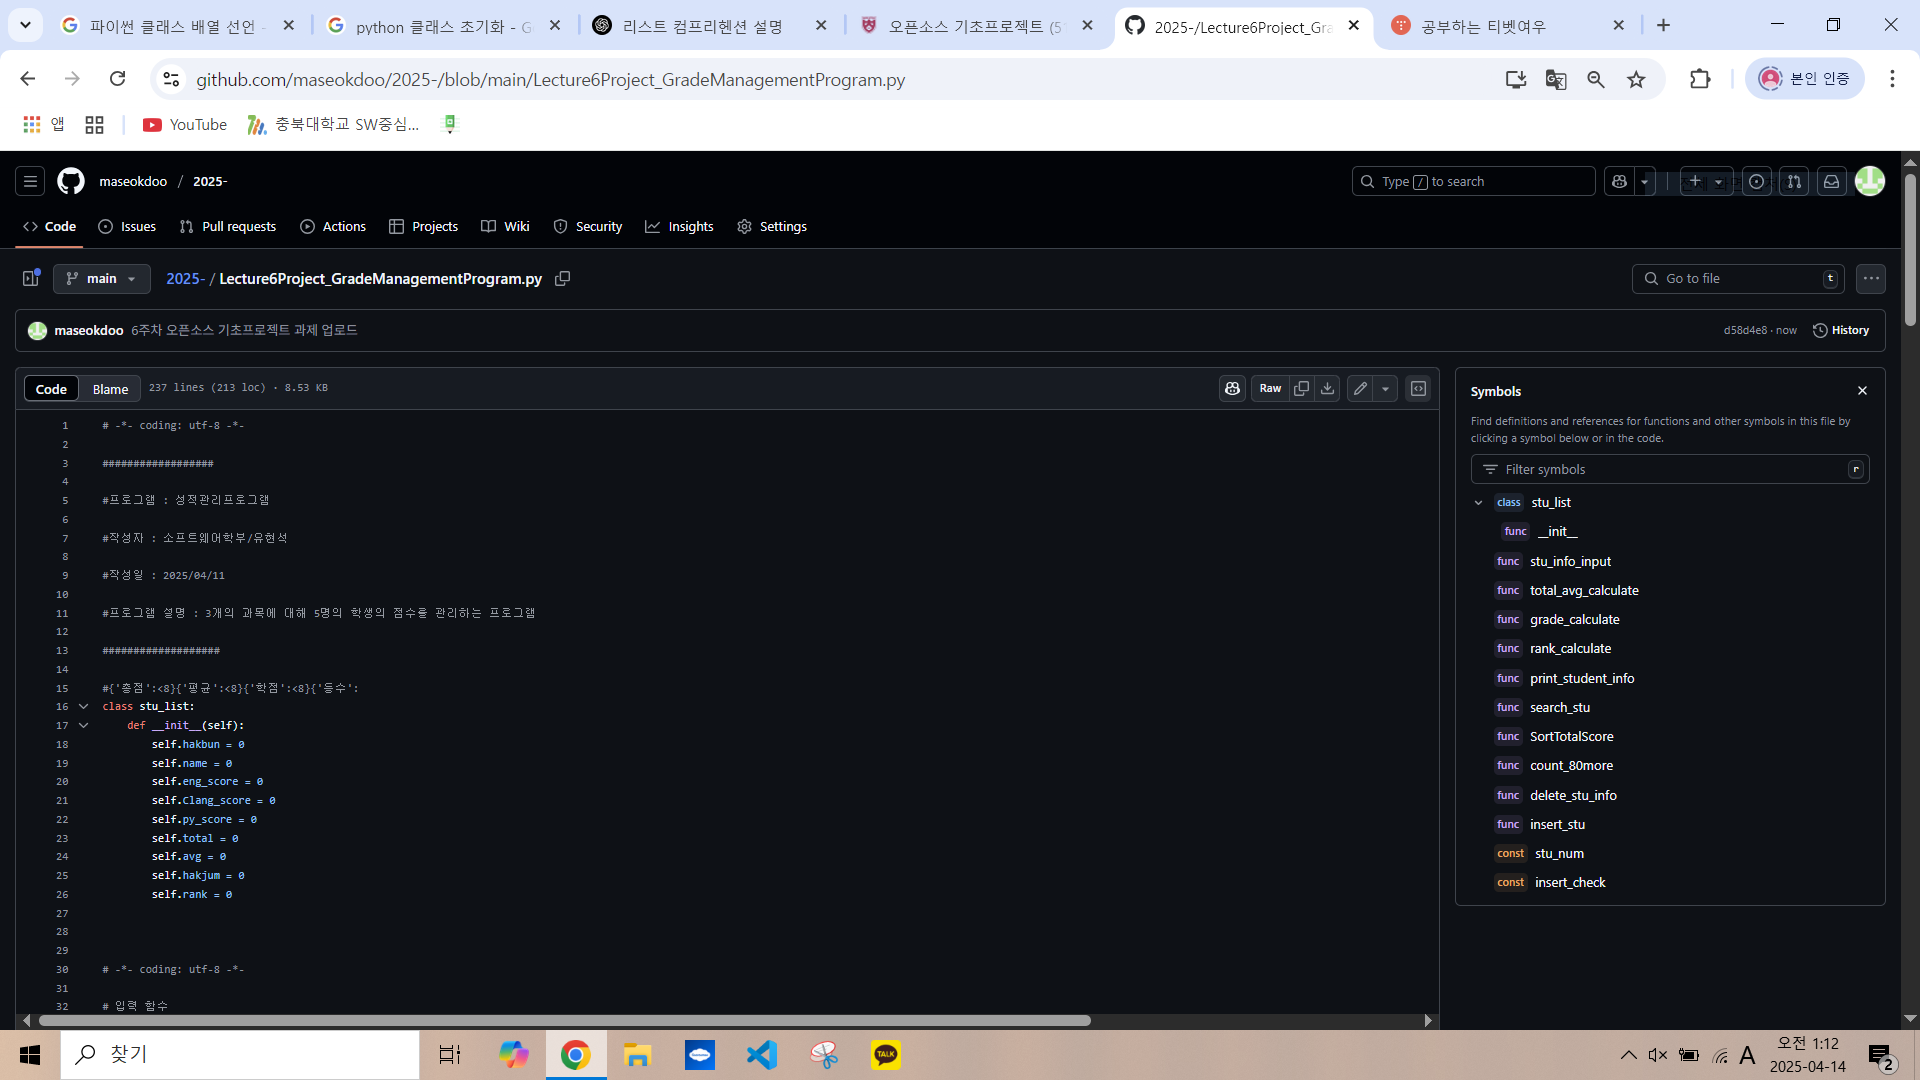 파이썬 클래스 배열 선언 -
python 클래스 초기화 - G
리스트 컴프리헨션 설명
오픈소스 기초프로젝트 (5
2025-/Lecture6Project_Gra
공부하는 티벳여우
github.com/maseokdoo/2025-/blob/main/Lecture6Project_GradeManagementProgram.py
본인 인증
앱
YouTube
충북대학교 SW중심...
maseokdoo / 2025-
Type / to search
Code Issues Pull requests Actions Projects Wiki Security Insights Settings
main
2025- / Lecture6Project_GradeManagementProgram.py
Go to file t
maseokdoo 6주차 오픈소스 기초프로젝트 과제 업로드
d58d4e8 · now History
Code Blame 237 lines (213 loc) · 8.53 KB
Raw
1 # -*- coding: utf-8 -*-
2
3 ##################
4
5 #프로그램 : 성적관리프로그램
6
7 #작성자 : 소프트웨어학부/유현석
8
9 #작성일 : 2025/04/11
10
11 #프로그램 설명 : 3개의 과목에 대해 5명의 학생의 점수을 관리하는 프로그램
12
13 ###################
14
15 #{'총점':<8}{'평균':<8}{'학점':<8}{'등수':
16 class stu_list:
17 def __init__(self):
18 self.hakbun = 0
19 self.name = 0
20 self.eng_score = 0
21 self.Clang_score = 0
22 self.py_score = 0
23 self.total = 0
24 self.avg = 0
25 self.hakjum = 0
26 self.rank = 0
27
28
29
30 # -*- coding: utf-8 -*-
31
32 # 입력 함수
Symbols
Find definitions and references for functions and other symbols in this file by
clicking a symbol below or in the code.
Filter symbols r
class stu_list
func __init__
func stu_info_input
func total_avg_calculate
func grade_calculate
func rank_calculate
func print_student_info
func search_stu
func SortTotalScore
func count_80more
func delete_stu_info
func insert_stu
const stu_num
const insert_check
찾기
TALK
A
오전 1:12
2025-04-14
2